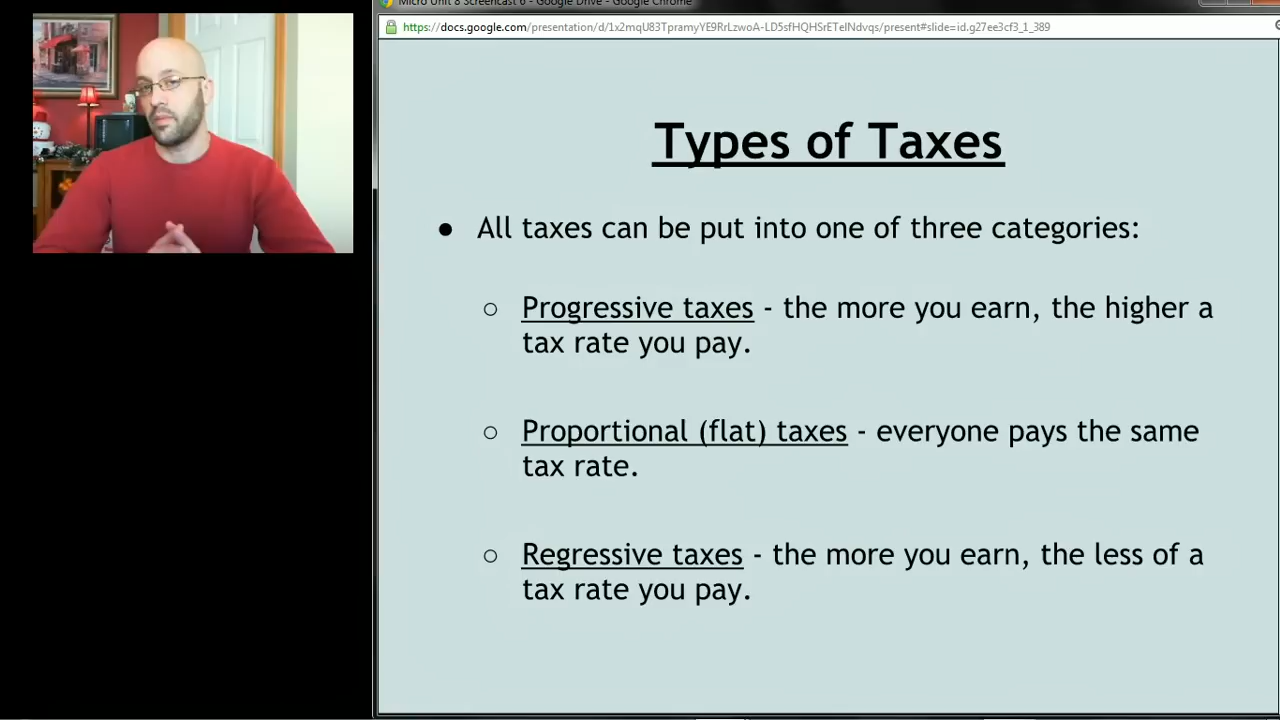 Micro Unit 8 Screencast 6 - Google Drive - Google Chrome
https://docs.google.com/presentation/d/1x2mqU83TpramyYE9RrLzwoA-LD5sfHQHSrETelNdvqs/present#slide=id.g27ee3cf3_1_389
Types of Taxes
● All taxes can be put into one of three categories:
○ Progressive taxes - the more you earn, the higher a
tax rate you pay.
○ Proportional (flat) taxes - everyone pays the same
tax rate.
○ Regressive taxes - the more you earn, the less of a
tax rate you pay.